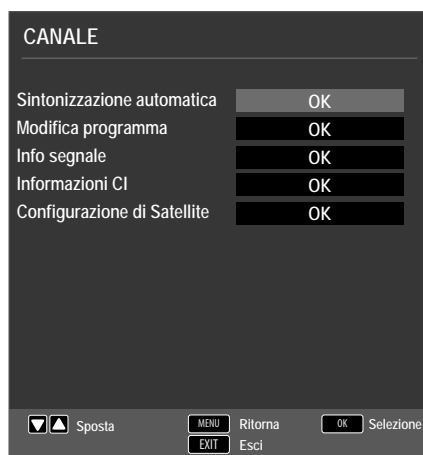 CANALE
Sintonizzazione automatica OK
Modifica programma OK
Info segnale OK
Informazioni CI OK
Configurazione di Satellite OK
Sposta MENU Ritorna OK Selezione
EXIT Esci